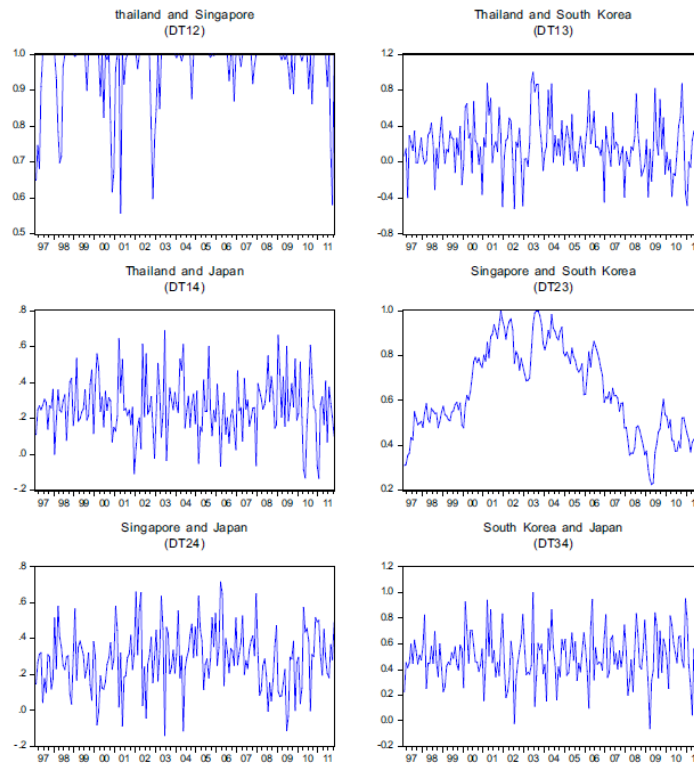 thailand and Singapore
(DT12)
1.0
0.9
0.8
0.7
0.6
0.5
97 98 99 00 01 02 03 04 05 06 07 08 09 10 11
Thailand and South Korea
(DT13)
1.2
0.8
0.4
0.0
-0.4
-0.8
97 98 99 00 01 02 03 04 05 06 07 08 09 10 1
Thailand and Japan
(DT14)
.8
.6
.4
.2
.0
-.2
97 98 99 00 01 02 03 04 05 06 07 08 09 10 11
Singapore and South Korea
(DT23)
1.0
0.8
0.6
0.4
0.2
97 98 99 00 01 02 03 04 05 06 07 08 09 10 1
Singapore and Japan
(DT24)
.8
.6
.4
.2
.0
-.2
97 98 99 00 01 02 03 04 05 06 07 08 09 10 11
South Korea and Japan
(DT34)
1.2
1.0
0.8
0.6
0.4
0.2
0.0
-0.2
97 98 99 00 01 02 03 04 05 06 07 08 09 10 1